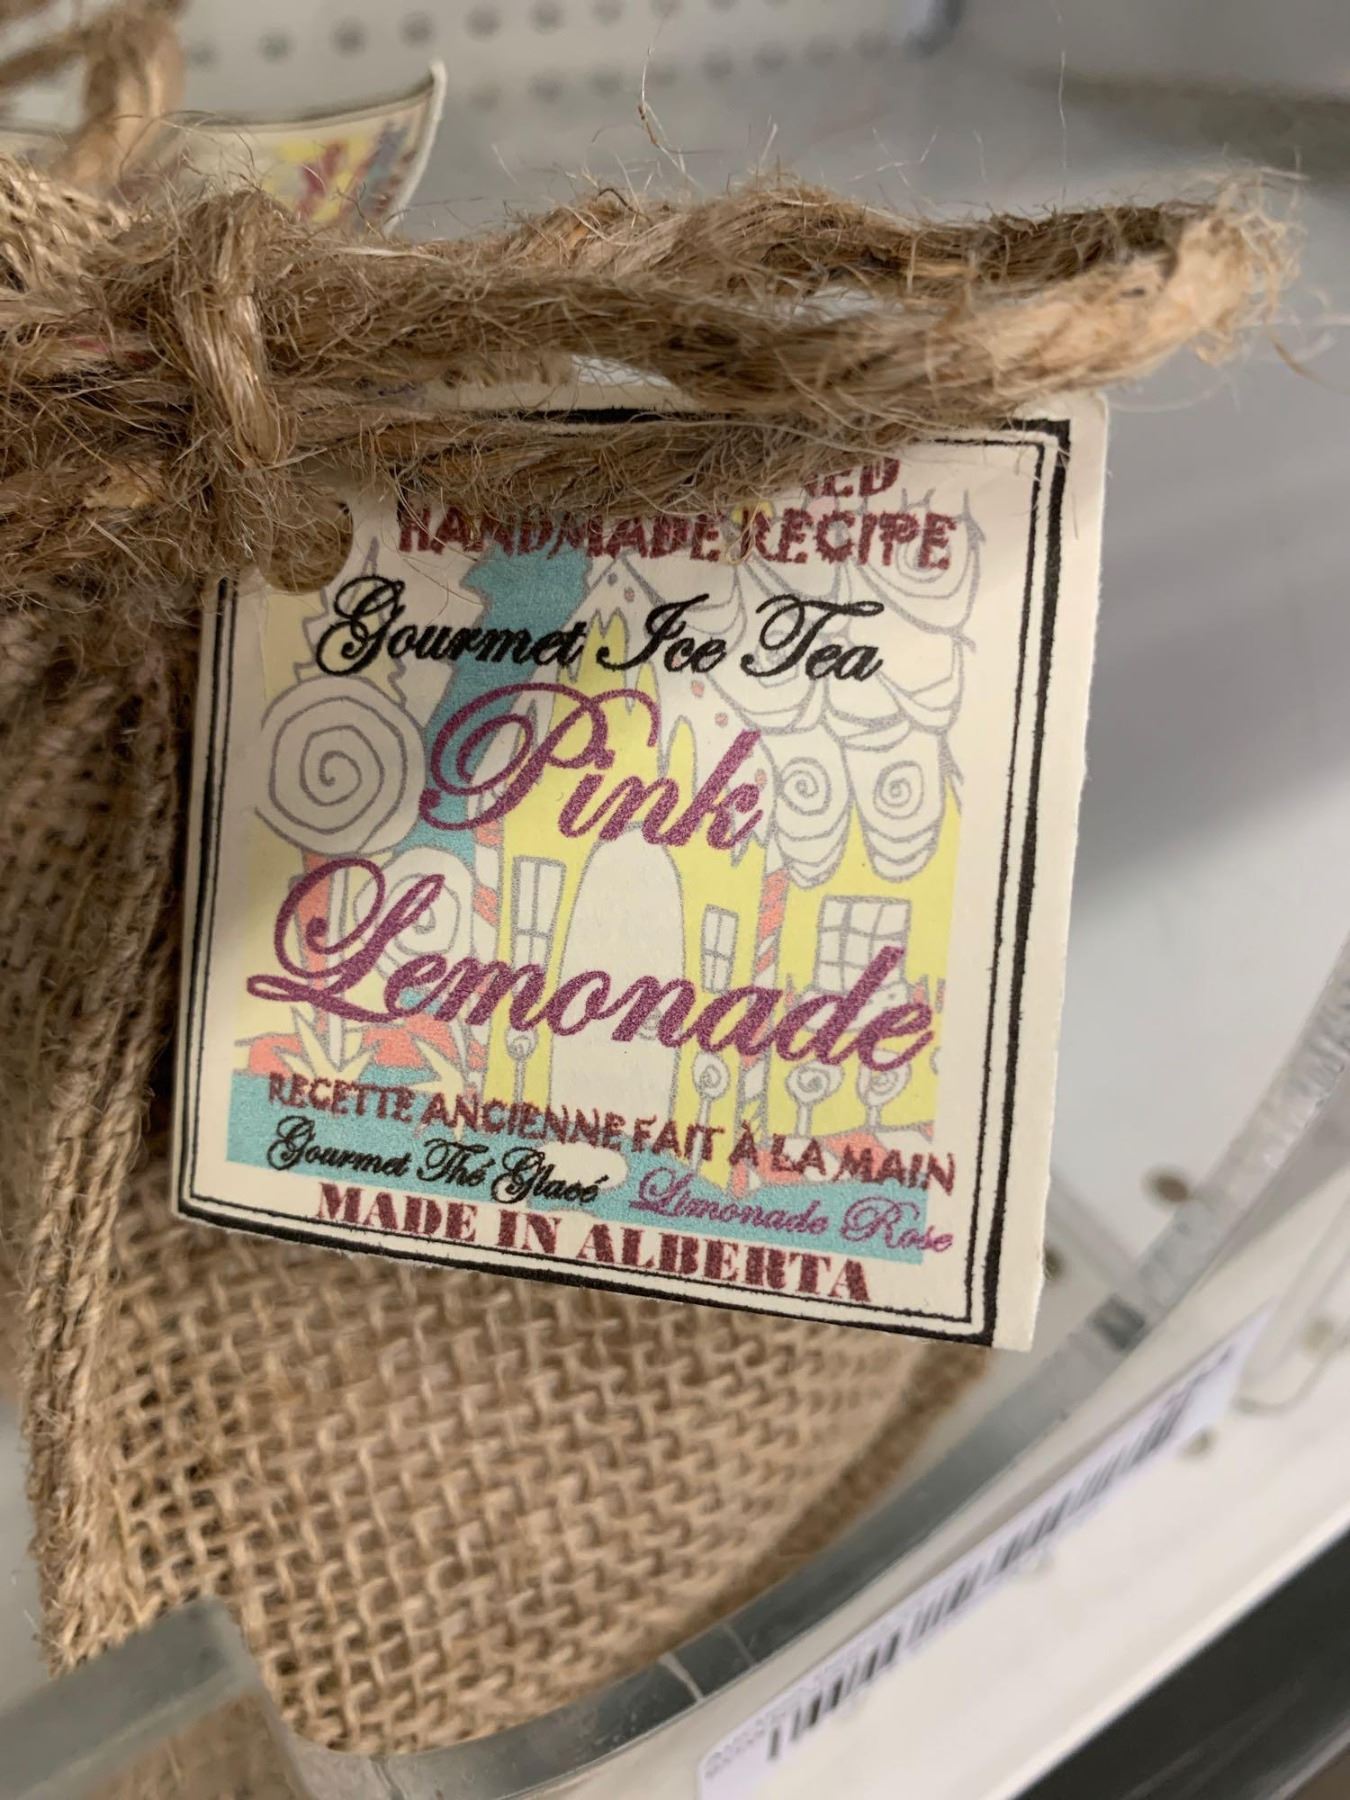 HANDMADE RECIPE
Gourmet Ice Tea
Pink
Lemonade
RECETTE ANCIENNE FAIT À LA MAIN
Gourmet Thé Glacé Limonade Rose
MADE IN ALBERTA